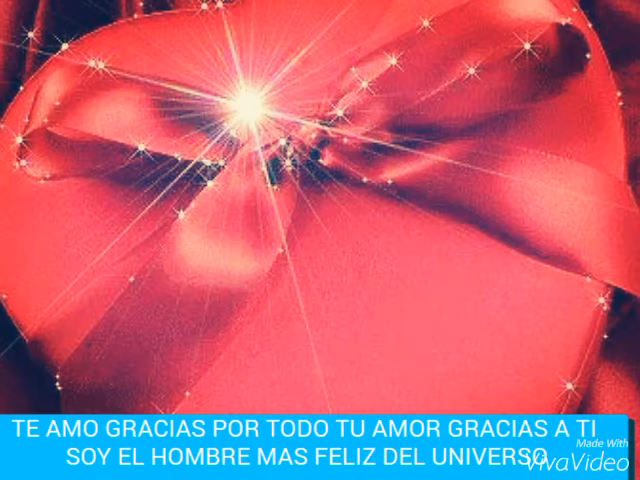 TE AMO GRACIAS POR TODO TU AMOR GRACIAS A TI
SOY EL HOMBRE MAS FELIZ DEL UNIVERSO
Made With
VivaVideo